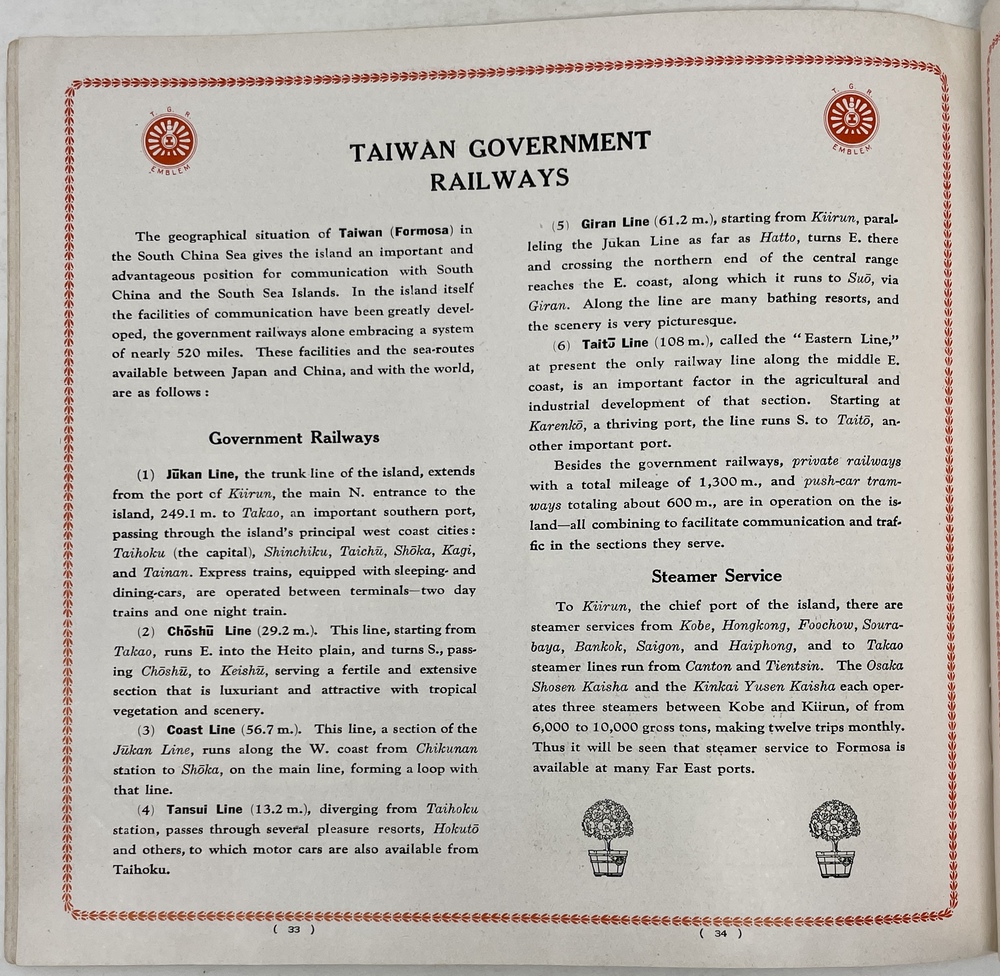 T. G. R
EMBLEM
T. G. R
EMBLEM
TAIWAN GOVERNMENT
RAILWAYS
The geographical situation of Taiwan (Formosa) in
the South China Sea gives the island an important and
advantageous position for communication with South
China and the South Sea Islands. In the island itself
the facilities of communication have been greatly devel-
oped, the government railways alone embracing a system
of nearly 520 miles. These facilities and the sea-routes
available between Japan and China, and with the world,
are as follows :
Government Railways
(1) Jūkan Line, the trunk line of the island, extends
from the port of Kiirun, the main N. entrance to the
island, 249.1 m. to Takao, an important southern port,
passing through the island's principal west coast cities :
Taihoku (the capital), Shinchiku, Taichū, Shōka, Kagi,
and Tainan. Express trains, equipped with sleeping- and
dining-cars, are operated between terminals—two day
trains and one night train.
(2) Chōshū Line (29.2 m.). This line, starting from
Takao, runs E. into the Heito plain, and turns S., pass-
ing Chōshū, to Keishū, serving a fertile and extensive
section that is luxuriant and attractive with tropical
vegetation and scenery.
(3) Coast Line (56.7 m.). This line, a section of the
Jūkan Line, runs along the W. coast from Chikunan
station to Shōka, on the main line, forming a loop with
that line.
(4) Tansui Line (13.2 m.), diverging from Taihoku
station, passes through several pleasure resorts, Hokutō
and others, to which motor cars are also available from
Taihoku.
( 33 )
(5) Giran Line (61.2 m.), starting from Kiirun, paral-
leling the Jukan Line as far as Hatto, turns E. there
and crossing the northern end of the central range
reaches the E. coast, along which it runs to Suō, via
Giran. Along the line are many bathing resorts, and
the scenery is very picturesque.
(6) Taitō Line (108 m.), called the "Eastern Line,"
at present the only railway line along the middle E.
coast, is an important factor in the agricultural and
industrial development of that section. Starting at
Karenkō, a thriving port, the line runs S. to Taitō, an-
other important port.
Besides the government railways, private railways
with a total mileage of 1,300 m., and push-car tram-
ways totaling about 600 m., are in operation on the is-
land—all combining to facilitate communication and traf-
fic in the sections they serve.
Steamer Service
To Kiirun, the chief port of the island, there are
steamer services from Kobe, Hongkong, Foochow, Soura-
baya, Bankok, Saigon, and Haiphong, and to Takao
steamer lines run from Canton and Tientsin. The Osaka
Shosen Kaisha and the Kinkai Yusen Kaisha each oper-
ates three steamers between Kobe and Kiirun, of from
6,000 to 10,000 gross tons, making twelve trips monthly.
Thus it will be seen that steamer service to Formosa is
available at many Far East ports.
( 34 )